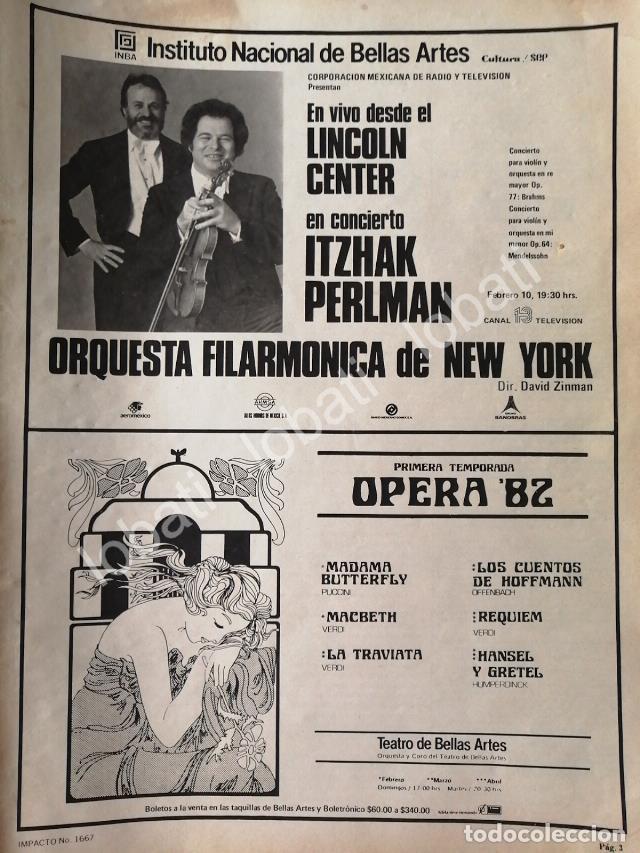 INBA
Instituto Nacional de Bellas Artes
Cultura / SEP
CORPORACION MEXICANA DE RADIO Y TELEVISION
Presentan
En vivo desde el
LINCOLN
CENTER
en concierto
ITZHAK
PERLMAN
Concierto
para violín y
orquesta en re
mayor Op.
77: Brahms
Concierto
para violín y
orquesta en mi
menor Op. 64:
Mendelssohn
Febrero 10, 19:30 hrs.
CANAL 13 TELEVISION
ORQUESTA FILARMONICA de NEW YORK
Dir. David Zinman
aeromexico
BANOBRAS
PRIMERA TEMPORADA
OPERA '82
*MADAMA
BUTTERFLY
PUCCINI
*MACBETH
VERDI
LA TRAVIATA
VERDI
LOS CUENTOS
DE HOFFMANN
OFFENBACH
REQUIEM
VERDI
HANSEL
Y GRETEL
HUMPERDINCK
Teatro de Bellas Artes
Orquesta y Coro del Teatro de Bellas Artes
*Febrero **Marzo ***Abril
Domingos / 17:00 hrs. Martes / 20:30 hrs.
Boletos a la venta en las taquillas de Bellas Artes y Boletrónico $60.00 a $340.00
IMPACTO No. 1667
Pág. 3
lobati lobati lobati lobati
todocoleccion